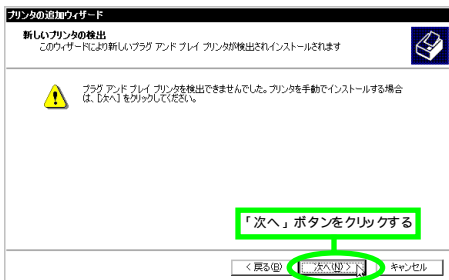 プリンタの追加ウィザード
新しいプリンタの検出
このウィザードにより新しいプラグ アンド プレイ プリンタが検出されインストールされます
プラグ アンド プレイ プリンタを検出できませんでした。プリンタを手動でインストールする場合
は、[次へ] をクリックしてください。
「次へ」ボタンをクリックする
< 戻る(B)
次へ(N) >
キャンセル